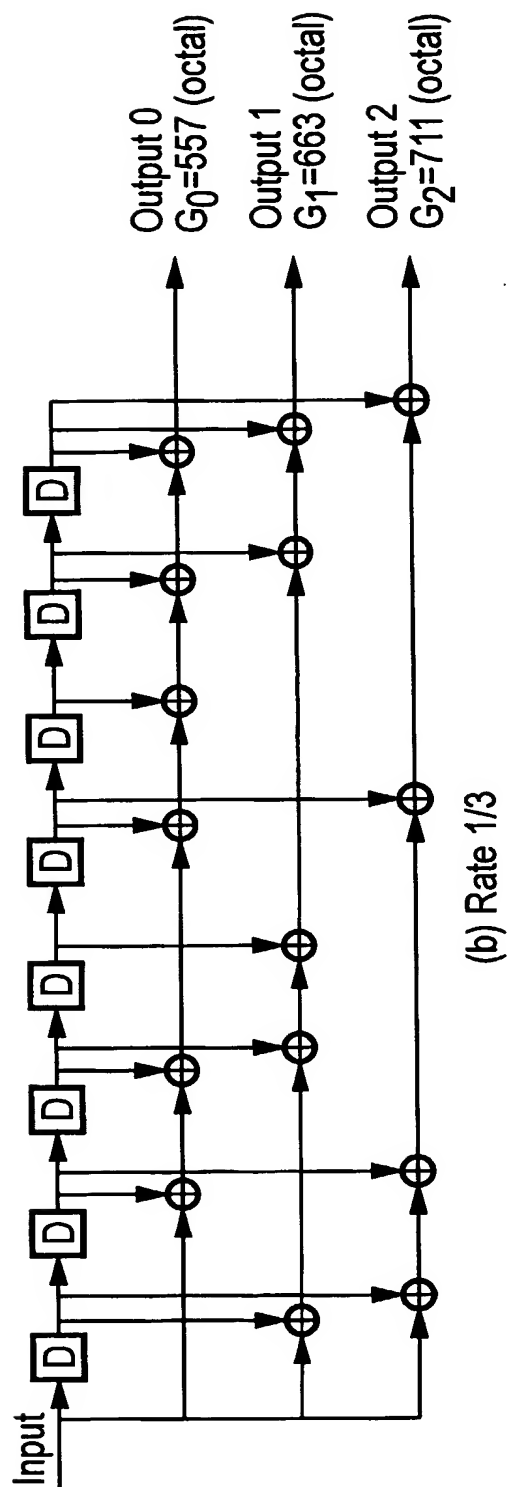 Input
D
D
D
D
D
D
D
D
Output 0
G0=557 (octal)
Output 1
G1=663 (octal)
Output 2
G2=711 (octal)
(b) Rate 1/3